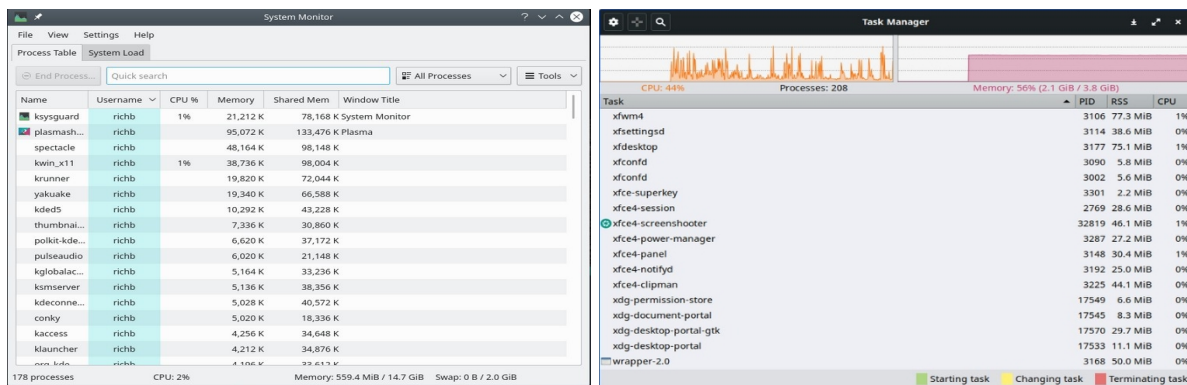 System Monitor
File View Settings Help
Process Table System Load
End Process... Quick search All Processes Tools
Name Username CPU % Memory Shared Mem Window Title
ksysguard richb 1% 21,212 K 78,168 K System Monitor
plasmash... richb 95,072 K 133,476 K Plasma
spectacle richb 48,164 K 98,148 K
kwin_x11 richb 1% 38,736 K 98,004 K
krunner richb 19,820 K 72,044 K
yakuake richb 19,340 K 66,588 K
kded5 richb 10,292 K 43,228 K
thumbnai... richb 7,336 K 30,860 K
polkit-kde... richb 6,620 K 37,172 K
pulseaudio richb 6,020 K 21,148 K
kglobalac... richb 5,164 K 33,236 K
ksmserver richb 5,136 K 38,356 K
kdeconne... richb 5,028 K 40,572 K
conky richb 5,020 K 18,336 K
kaccess richb 4,256 K 34,648 K
klauncher richb 4,212 K 34,876 K
org.kde... richb 4,196 K 33,612 K
178 processes CPU: 2% Memory: 559.4 MiB / 14.7 GiB Swap: 0 B / 2.0 GiB
Task Manager
CPU: 44% Processes: 208 Memory: 56% (2.1 GiB / 3.8 GiB)
Task PID RSS CPU
xfwm4 3106 77.3 MiB 1%
xfsettingsd 3114 38.6 MiB 0%
xfdesktop 3177 75.1 MiB 1%
xfconfd 3090 5.8 MiB 0%
xfconfd 3002 5.6 MiB 0%
xfce-superkey 3301 2.2 MiB 0%
xfce4-session 2769 28.6 MiB 0%
xfce4-screenshooter 32819 46.1 MiB 1%
xfce4-power-manager 3287 27.2 MiB 0%
xfce4-panel 3148 30.4 MiB 1%
xfce4-notifyd 3192 25.0 MiB 0%
xfce4-clipman 3225 44.1 MiB 0%
xdg-permission-store 17549 6.6 MiB 0%
xdg-document-portal 17545 8.3 MiB 0%
xdg-desktop-portal-gtk 17570 29.7 MiB 0%
xdg-desktop-portal 17533 11.1 MiB 0%
wrapper-2.0 3168 50.0 MiB 0%
Starting task Changing task Terminating task